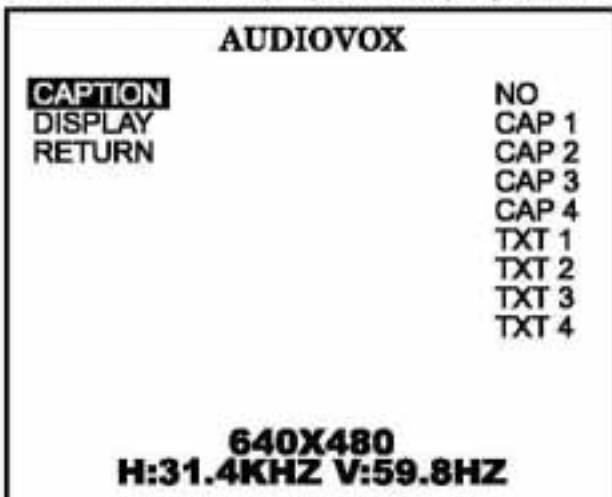 AUDIOVOX
CAPTION NO
DISPLAY CAP 1
RETURN CAP 2
CAP 3
CAP 4
TXT 1
TXT 2
TXT 3
TXT 4
640X480
H:31.4KHZ V:59.8HZ